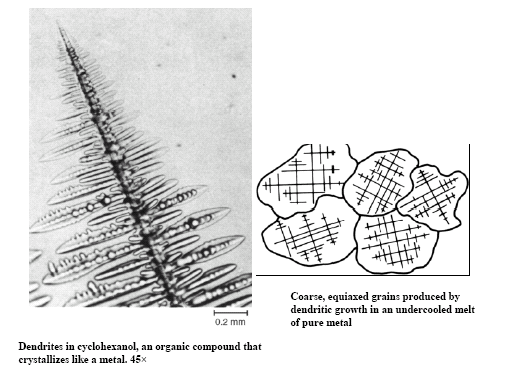 0.2 mm
Coarse, equiaxed grains produced by
dendritic growth in an undercooled melt
of pure metal
Dendrites in cyclohexanol, an organic compound that
crystallizes like a metal. 45×